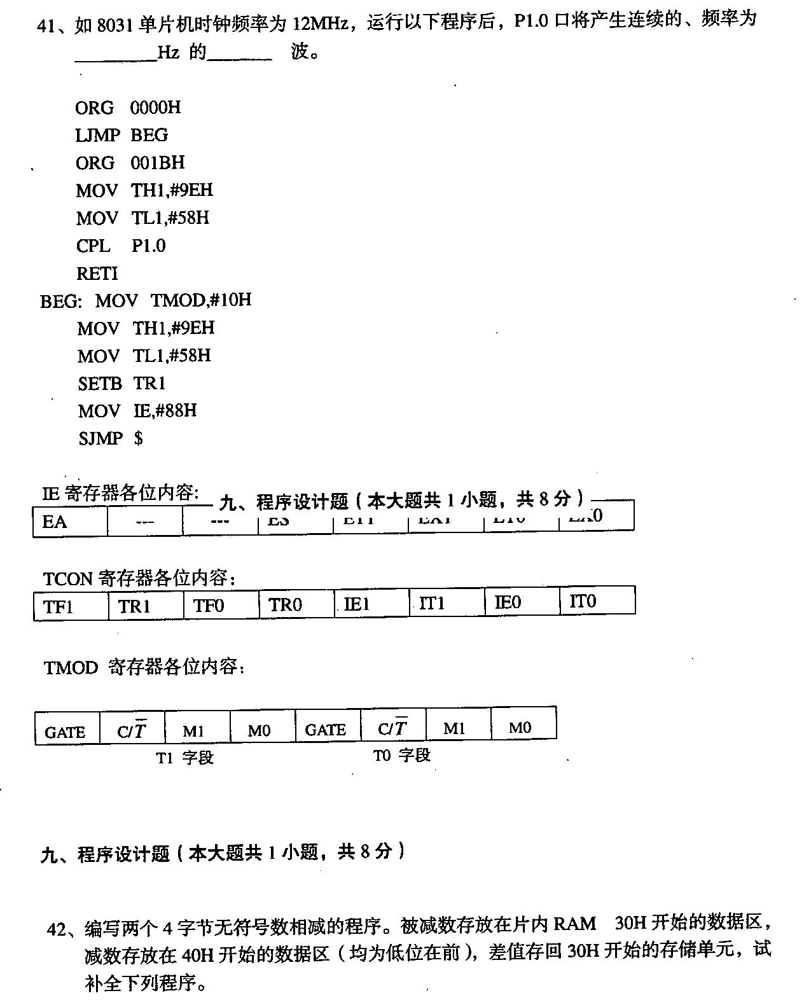 41、如 8031 单片机时钟频率为 12MHz，运行以下程序后，P1.0 口将产生连续的、频率为
________Hz 的______ 波。
ORG 0000H
LJMP BEG
ORG 001BH
MOV TH1,#9EH
MOV TL1,#58H
CPL P1.0
RETI
BEG: MOV TMOD,#10H
MOV TH1,#9EH
MOV TL1,#58H
SETB TR1
MOV IE,#88H
SJMP $
IE 寄存器各位内容:
九、程序设计题（本大题共 1 小题，共 8 分）
EA --- --- ES ET1 EX1 ET0 EX0
TCON 寄存器各位内容：
TF1 TR1 TF0 TR0 IE1 IT1 IE0 IT0
TMOD 寄存器各位内容：
GATE C/T̅ M1 M0 GATE C/T̅ M1 M0
T1 字段 T0 字段
九、程序设计题（本大题共 1 小题，共 8 分）
42、编写两个 4 字节无符号数相减的程序。被减数存放在片内 RAM 30H 开始的数据区，
减数存放在 40H 开始的数据区（均为低位在前），差值存回 30H 开始的存储单元，试
补全下列程序。